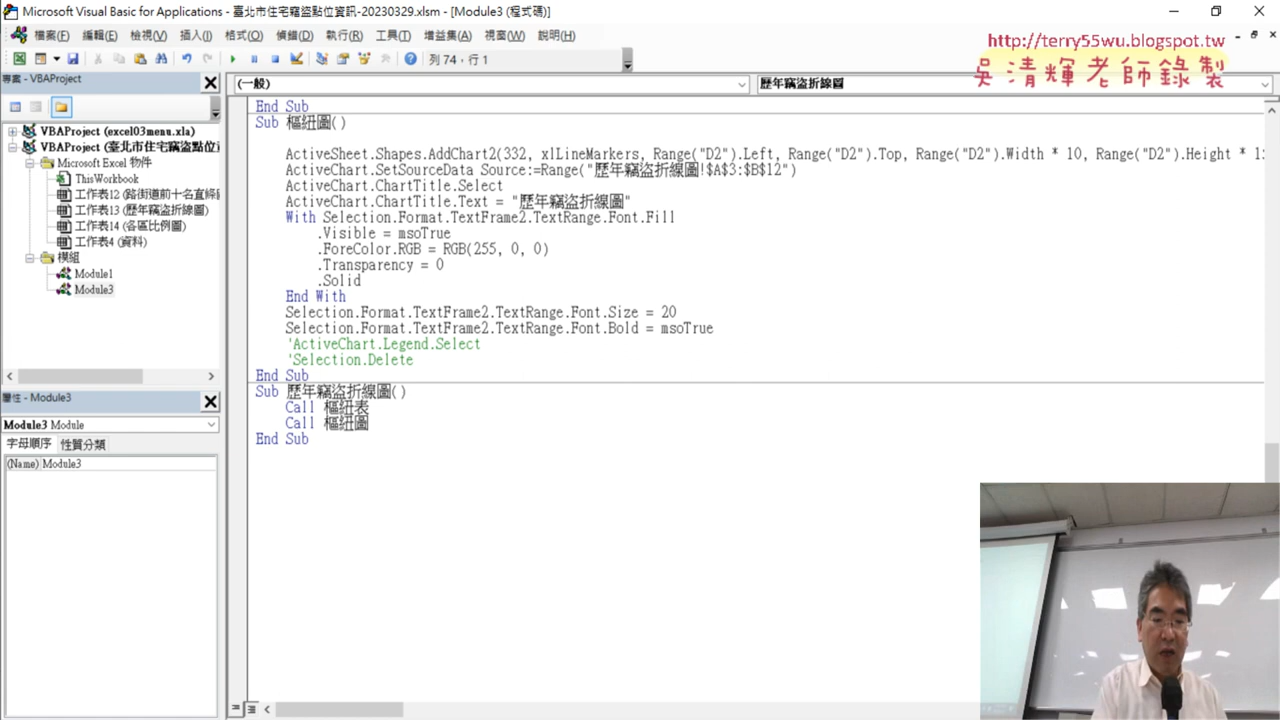 Microsoft Visual Basic for Applications - 臺北市住宅竊盜點位資訊-20230329.xlsm - [Module3 (程式碼)]
檔案(F) 編輯(E) 檢視(V) 插入(I) 格式(O) 偵錯(D) 執行(R) 工具(T) 增益集(A) 視窗(W) 說明(H)
http://terry55wu.blogspot.tw
吳清輝老師錄製
列 74，行 1
專案 - VBAProject
(一般)
歷年竊盜折線圖
VBAProject (excel03menu.xla)
VBAProject (臺北市住宅竊盜點位
Microsoft Excel 物件
ThisWorkbook
工作表12 (路街道前十名直條圖
工作表13 (歷年竊盜折線圖)
工作表14 (各區比例圖)
工作表4 (資料)
模組
Module1
Module3
屬性 - Module3
Module3 Module
字母順序 性質分類
(Name) Module3
End Sub
Sub 樞紐圖()
ActiveSheet.Shapes.AddChart2(332, xlLineMarkers, Range("D2").Left, Range("D2").Top, Range("D2").Width * 10, Range("D2").Height * 1
ActiveChart.SetSourceData Source:=Range("歷年竊盜折線圖!$A$3:$B$12")
ActiveChart.ChartTitle.Select
ActiveChart.ChartTitle.Text = "歷年竊盜折線圖"
With Selection.Format.TextFrame2.TextRange.Font.Fill
.Visible = msoTrue
.ForeColor.RGB = RGB(255, 0, 0)
.Transparency = 0
.Solid
End With
Selection.Format.TextFrame2.TextRange.Font.Size = 20
Selection.Format.TextFrame2.TextRange.Font.Bold = msoTrue
'ActiveChart.Legend.Select
'Selection.Delete
End Sub
Sub 歷年竊盜折線圖()
Call 樞紐表
Call 樞紐圖
End Sub